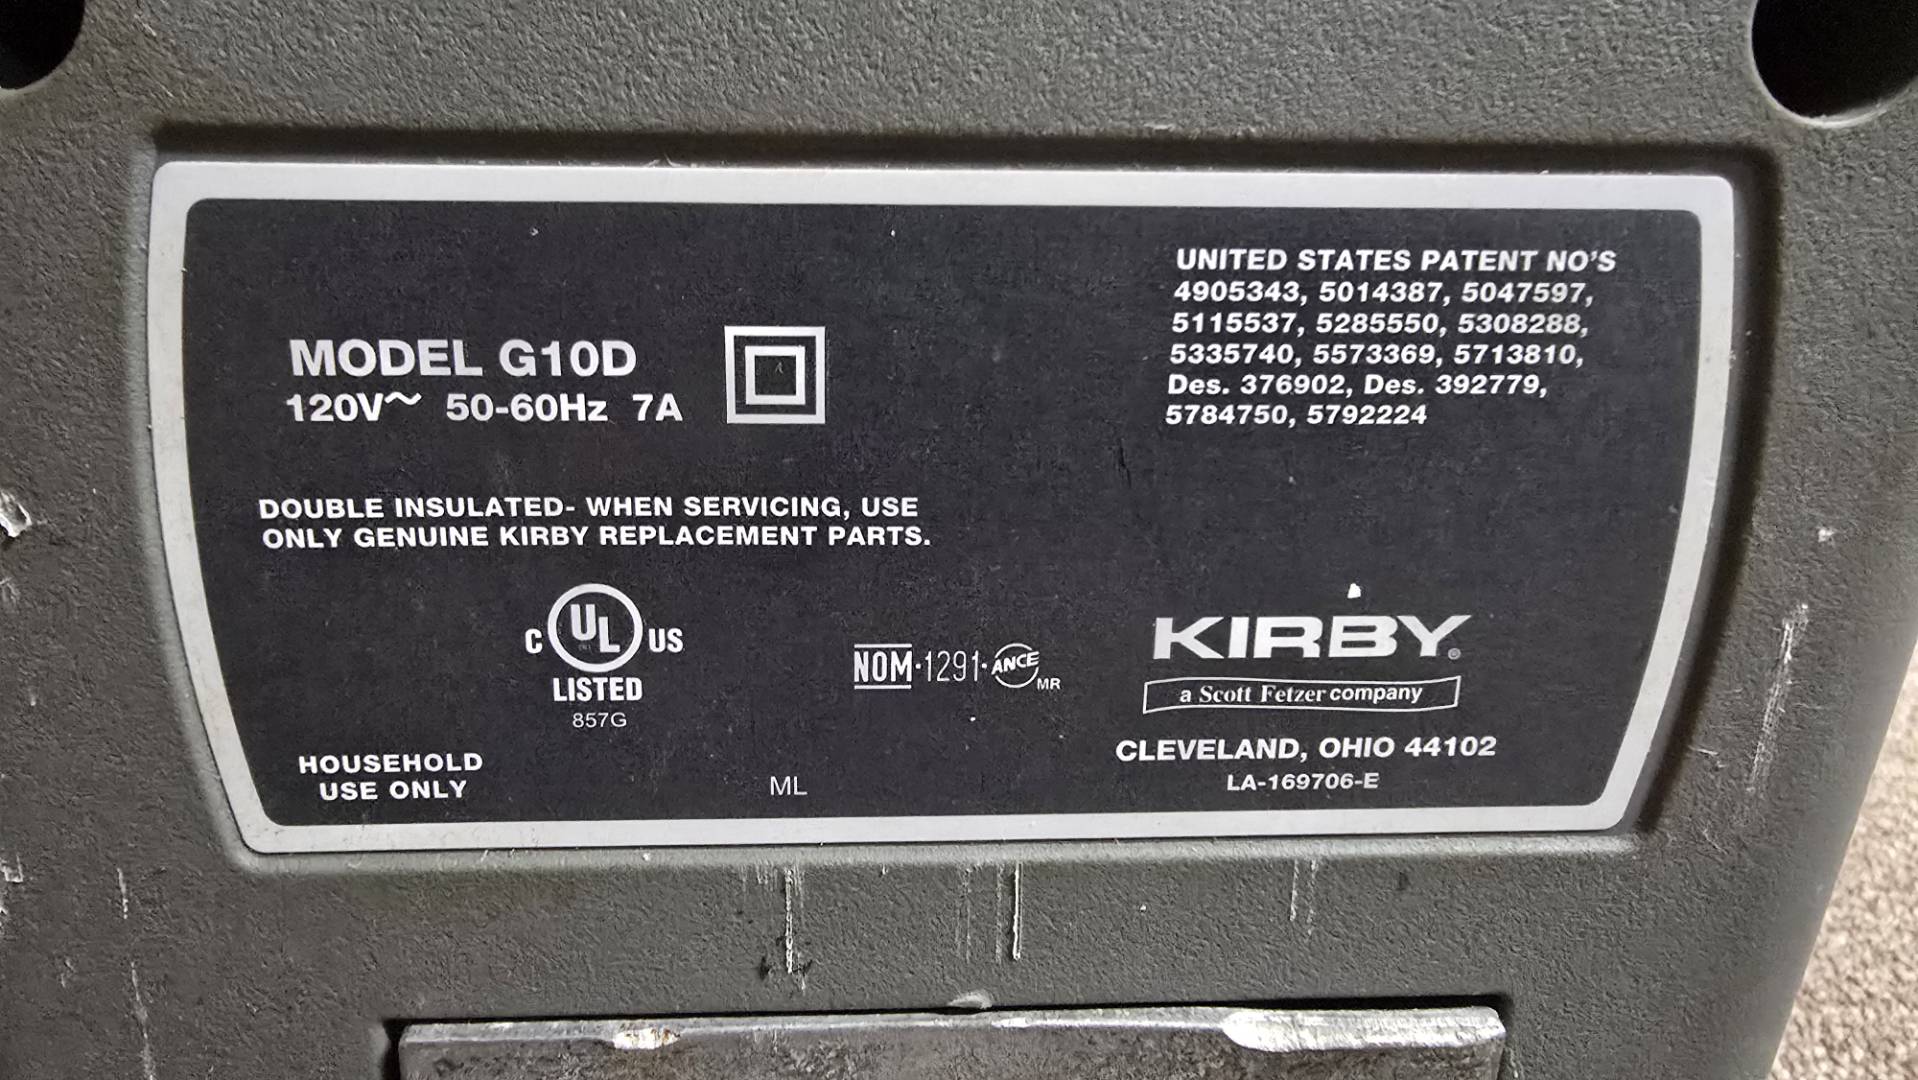 MODEL G10D
120V~ 50-60Hz 7A
UNITED STATES PATENT NO'S
4905343, 5014387, 5047597,
5115537, 5285550, 5308288,
5335740, 5573369, 5713810,
Des. 376902, Des. 392779,
5784750, 5792224
DOUBLE INSULATED- WHEN SERVICING, USE
ONLY GENUINE KIRBY REPLACEMENT PARTS.
C UL US
LISTED
857G
NOM·1291·ANCE MR
KIRBY®
a Scott Fetzer company
CLEVELAND, OHIO 44102
LA-169706-E
HOUSEHOLD
USE ONLY
ML